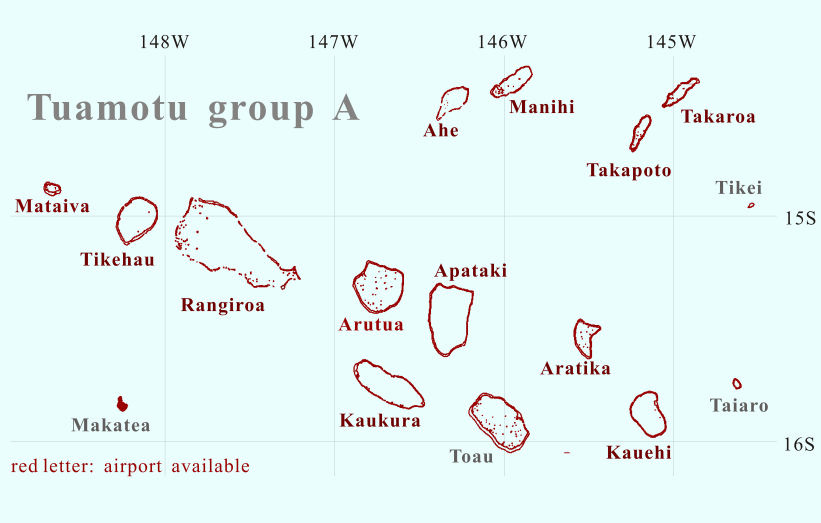 148W 147W 146W 145W
Tuamotu group A
Manihi
Takaroa
Ahe
Takapoto
Tikei
Mataiva
15S
Tikehau
Apataki
Rangiroa
Arutua
Aratika
Taiaro
Kaukura
Makatea
16S
Kauehi
Toau
red letter: airport available